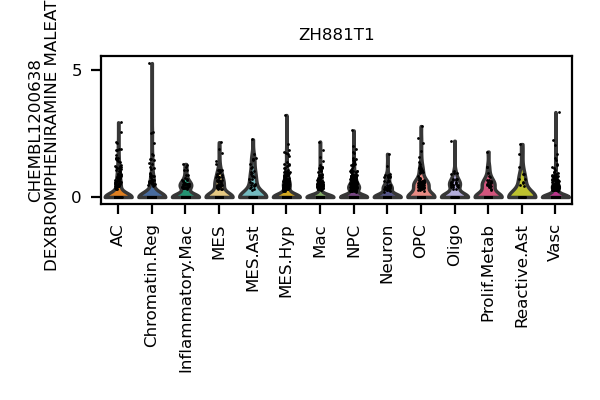 ZH881T1
CHEMBL1200638
DEXBROMPHENIRAMINE MALEAT
5
0
AC
Chromatin.Reg
Inflammatory.Mac
MES
MES.Ast
MES.Hyp
Mac
NPC
Neuron
OPC
Oligo
Prolif.Metab
Reactive.Ast
Vasc